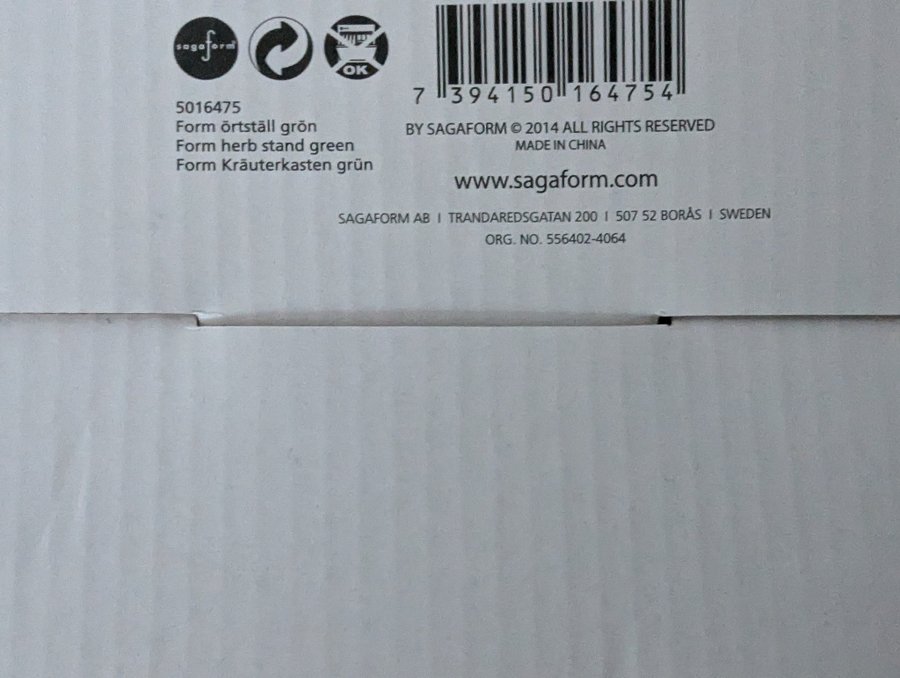 sagaform
OK
7 394150 164754
5016475
Form örtställ grön
Form herb stand green
Form Kräuterkasten grün
BY SAGAFORM © 2014 ALL RIGHTS RESERVED
MADE IN CHINA
www.sagaform.com
SAGAFORM AB I TRANDAREDSGATAN 200 I 507 52 BORÅS I SWEDEN
ORG. NO. 556402-4064